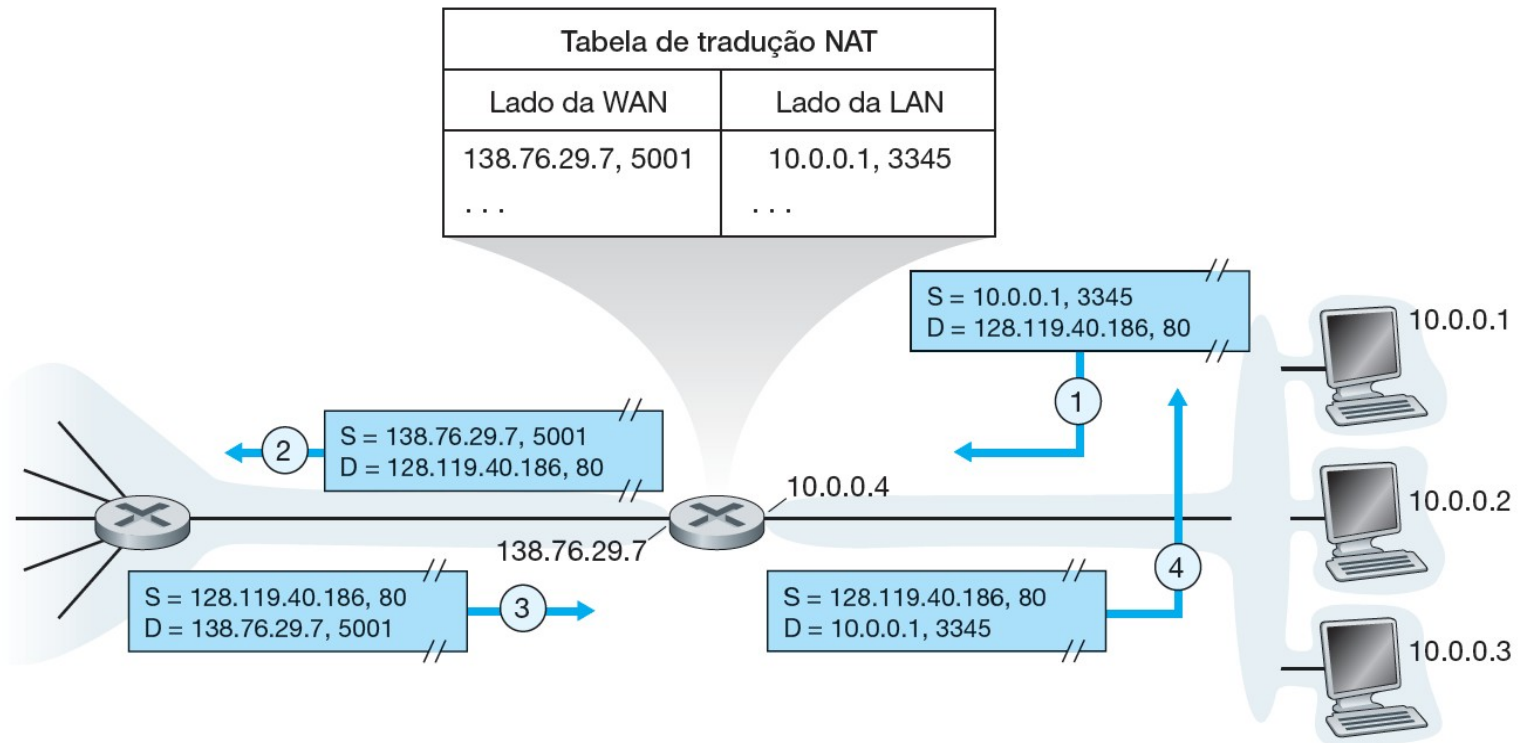 Tabela de tradução NAT
Lado da WAN
Lado da LAN
138.76.29.7, 5001
10.0.0.1, 3345
. . .
. . .
S = 10.0.0.1, 3345
D = 128.119.40.186, 80
10.0.0.1
1
2
S = 138.76.29.7, 5001
D = 128.119.40.186, 80
10.0.0.4
10.0.0.2
138.76.29.7
S = 128.119.40.186, 80
D = 138.76.29.7, 5001
3
S = 128.119.40.186, 80
D = 10.0.0.1, 3345
4
10.0.0.3